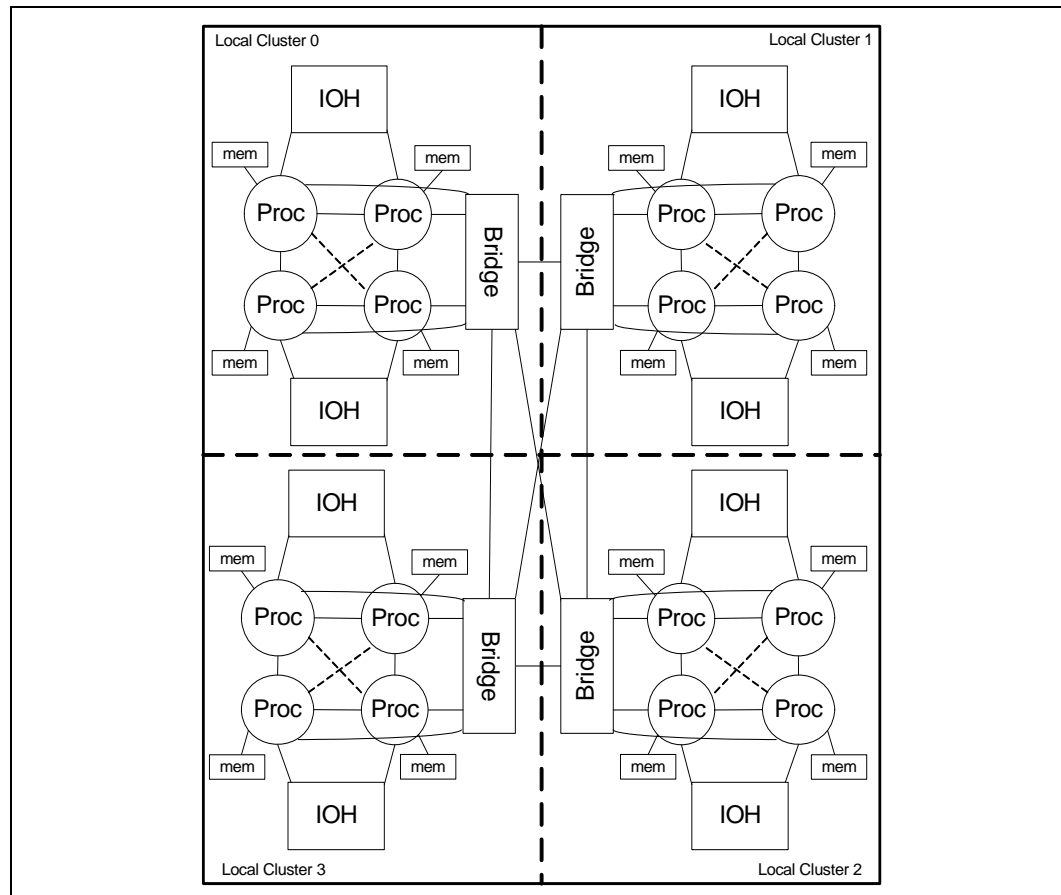 Local Cluster 0
Local Cluster 1
IOH
IOH
mem
mem
mem
mem
Proc
Proc
Bridge
Bridge
Proc
Proc
Proc
Proc
Proc
Proc
mem
mem
mem
mem
IOH
IOH
IOH
IOH
mem
mem
mem
mem
Proc
Proc
Bridge
Bridge
Proc
Proc
Proc
Proc
Proc
Proc
mem
mem
mem
mem
IOH
IOH
Local Cluster 3
Local Cluster 2